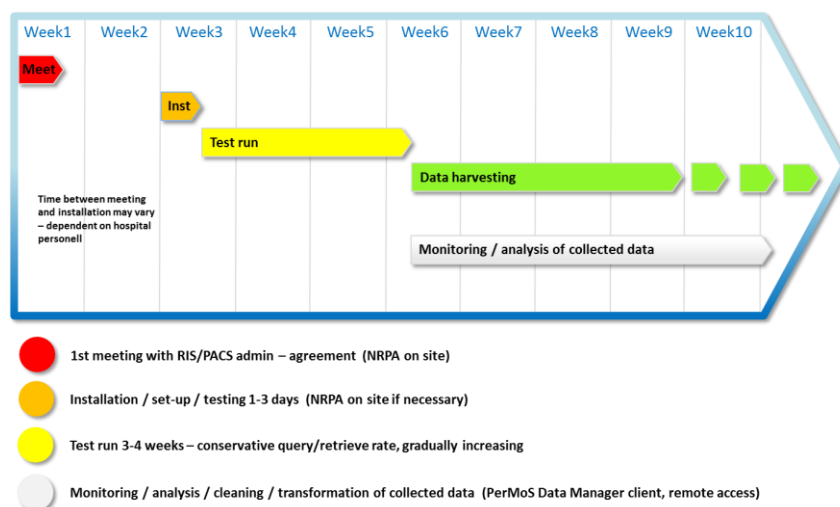 Week1 Week2 Week3 Week4 Week5 Week6 Week7 Week8 Week9 Week10
Meet
Inst
Test run
Data harvesting
Time between meeting
and installation may vary
– dependent on hospital
personell
Monitoring / analysis of collected data
1st meeting with RIS/PACS admin – agreement (NRPA on site)
Installation / set-up / testing 1-3 days (NRPA on site if necessary)
Test run 3-4 weeks – conservative query/retrieve rate, gradually increasing
Monitoring / analysis / cleaning / transformation of collected data (PerMoS Data Manager client, remote access)